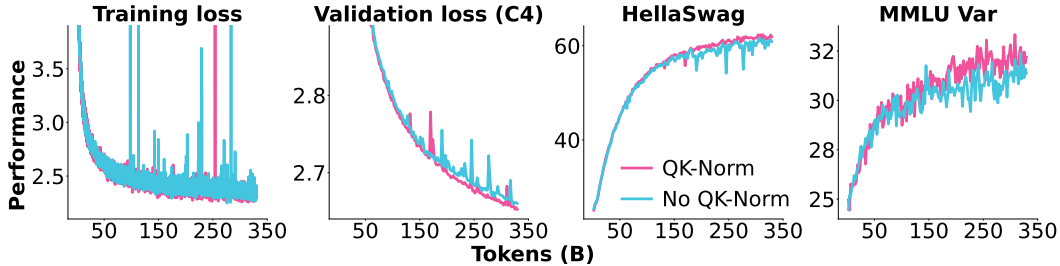 Training loss
Validation loss (C4)
HellaSwag
MMLU Var
Performance
3.5
3.0
2.5
50 150 250 350
2.8
2.7
50 150 250 350
60
40
QK-Norm
No QK-Norm
50 150 250 350
32
30
28
25
50 150 250 350
Tokens (B)